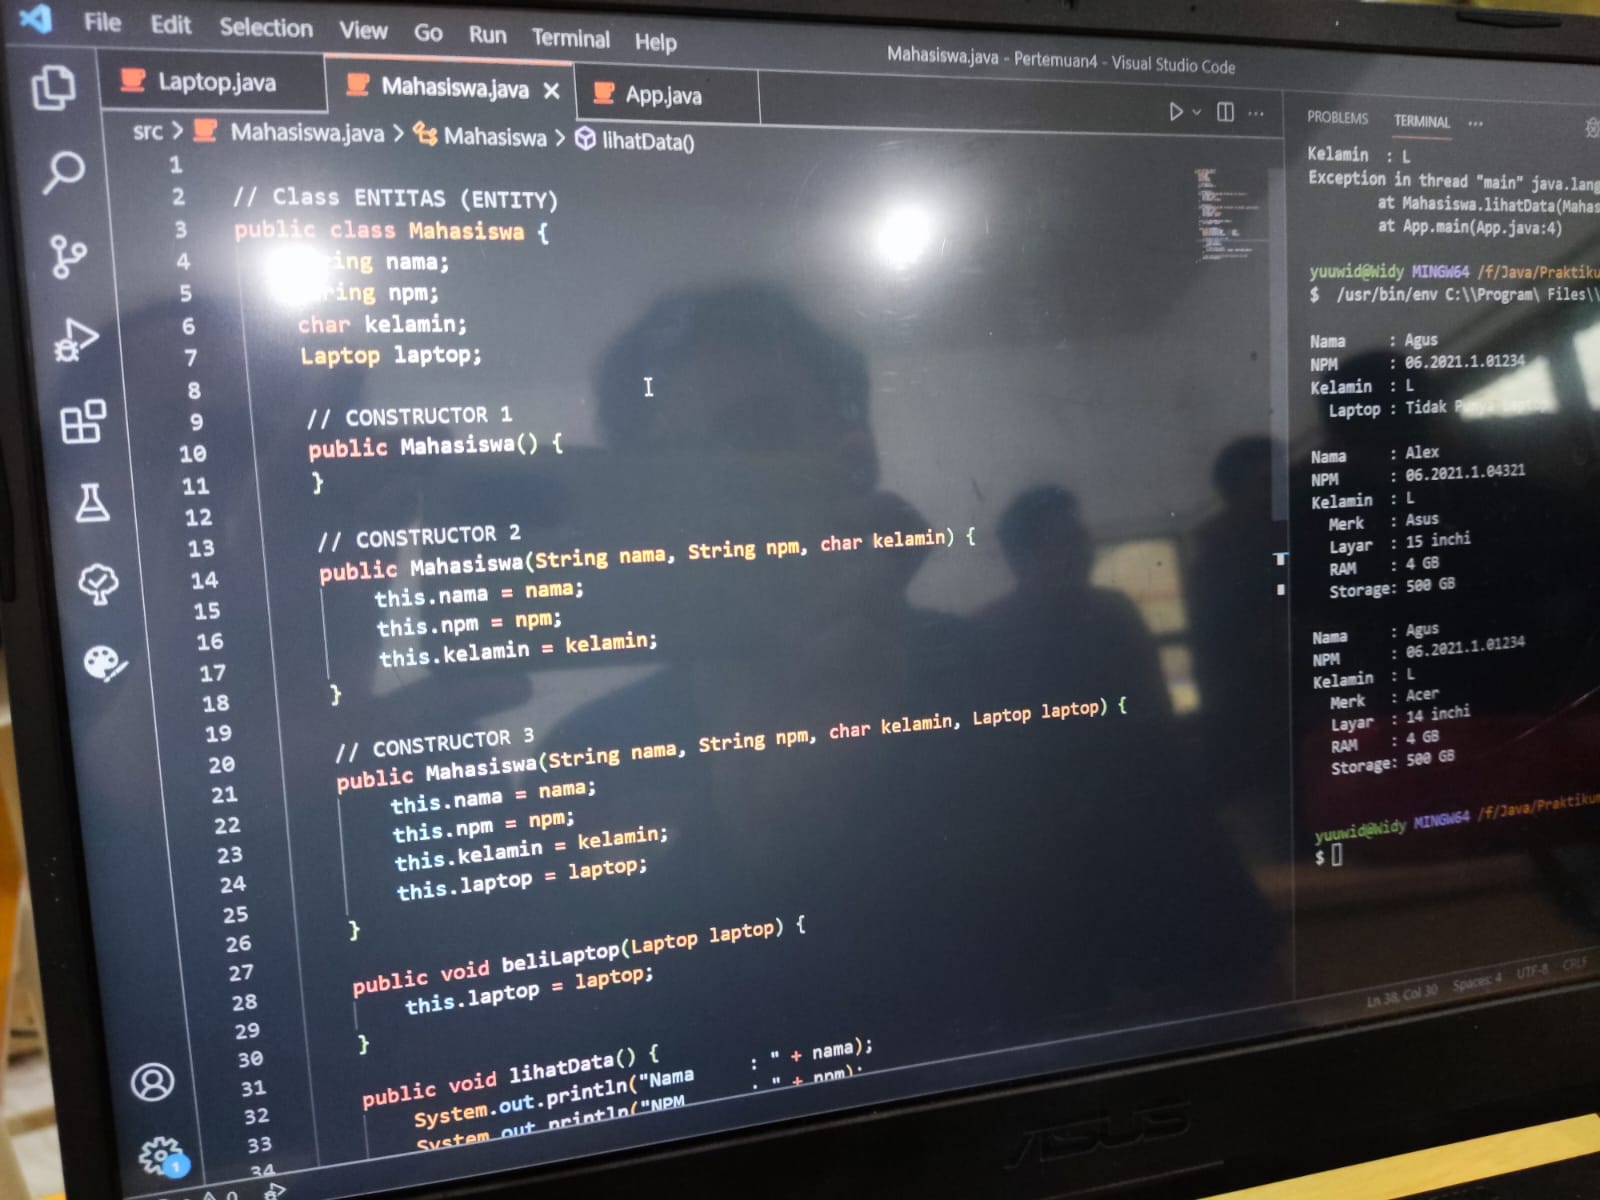 File Edit Selection View Go Run Terminal Help
Mahasiswa.java - Pertemuan4 - Visual Studio Code
Laptop.java
Mahasiswa.java
App.java
src > Mahasiswa.java > Mahasiswa > lihatData()
1
2 // Class ENTITAS (ENTITY)
3 public class Mahasiswa {
4 ing nama;
5 ring npm;
6 char kelamin;
7 Laptop laptop;
8
9 // CONSTRUCTOR 1
10 public Mahasiswa() {
11 }
12
13 // CONSTRUCTOR 2
14 public Mahasiswa(String nama, String npm, char kelamin) {
15 this.nama = nama;
16 this.npm = npm;
17 this.kelamin = kelamin;
18 }
19
20 // CONSTRUCTOR 3
21 public Mahasiswa(String nama, String npm, char kelamin, Laptop laptop) {
22 this.nama = nama;
23 this.npm = npm;
24 this.kelamin = kelamin;
25 this.laptop = laptop;
26 }
27
28 public void beliLaptop(Laptop laptop) {
29 this.laptop = laptop;
30 }
31
32 public void lihatData() {
33 System.out.println("Nama : " + nama);
34 System.out.println("NPM : " + npm);
PROBLEMS TERMINAL ...
Kelamin : L
Exception in thread "main" java.lang
at Mahasiswa.lihatData(Mahas
at App.main(App.java:4)
yuuwid@Widy MINGW64 /f/Java/Praktiku
$ /usr/bin/env C:\\Program\ Files\\
Nama : Agus
NPM : 06.2021.1.01234
Kelamin : L
Laptop : Tidak Punya
Nama : Alex
NPM : 06.2021.1.04321
Kelamin : L
Merk : Asus
Layar : 15 inchi
RAM : 4 GB
Storage: 500 GB
Nama : Agus
NPM : 06.2021.1.01234
Kelamin : L
Merk : Acer
Layar : 14 inchi
RAM : 4 GB
Storage: 500 GB
yuuwid@Widy MINGW64 /f/Java/Praktiku
$
Ln 38, Col 30 Spaces: 4 UTF-8 CRLF
1
0
ASUS